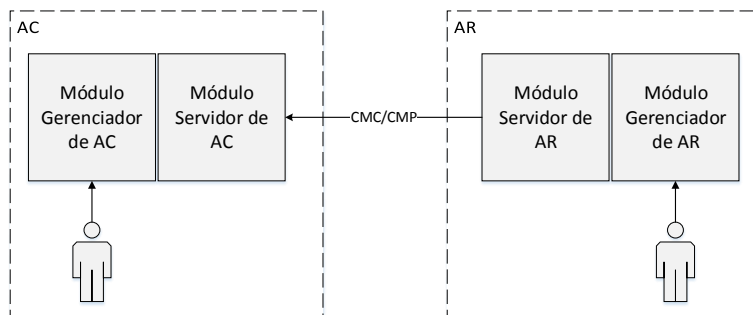 AC
Módulo
Gerenciador
de AC
Módulo
Servidor de
AC
CMC/CMP
AR
Módulo
Servidor de
AR
Módulo
Gerenciador
de AR